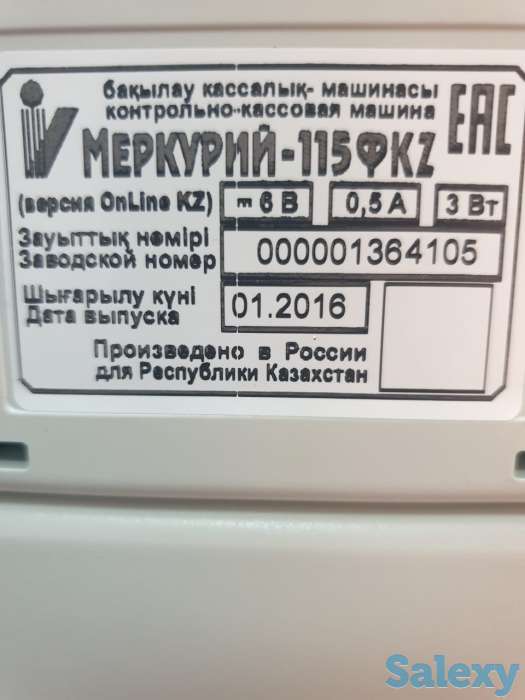 бақылау кассалық- машинасы
контрольно-кассовая машина
EAC
МЕРКУРИЙ-115ФKZ
(версия OnLine KZ) ⎓ 6 В 0,5 А 3 Вт
Зауыттық нөмірі
Заводской номер 000001364105
Шығарылу күні
Дата выпуска 01.2016
Произведено в России
для Республики Казахстан
Salexy